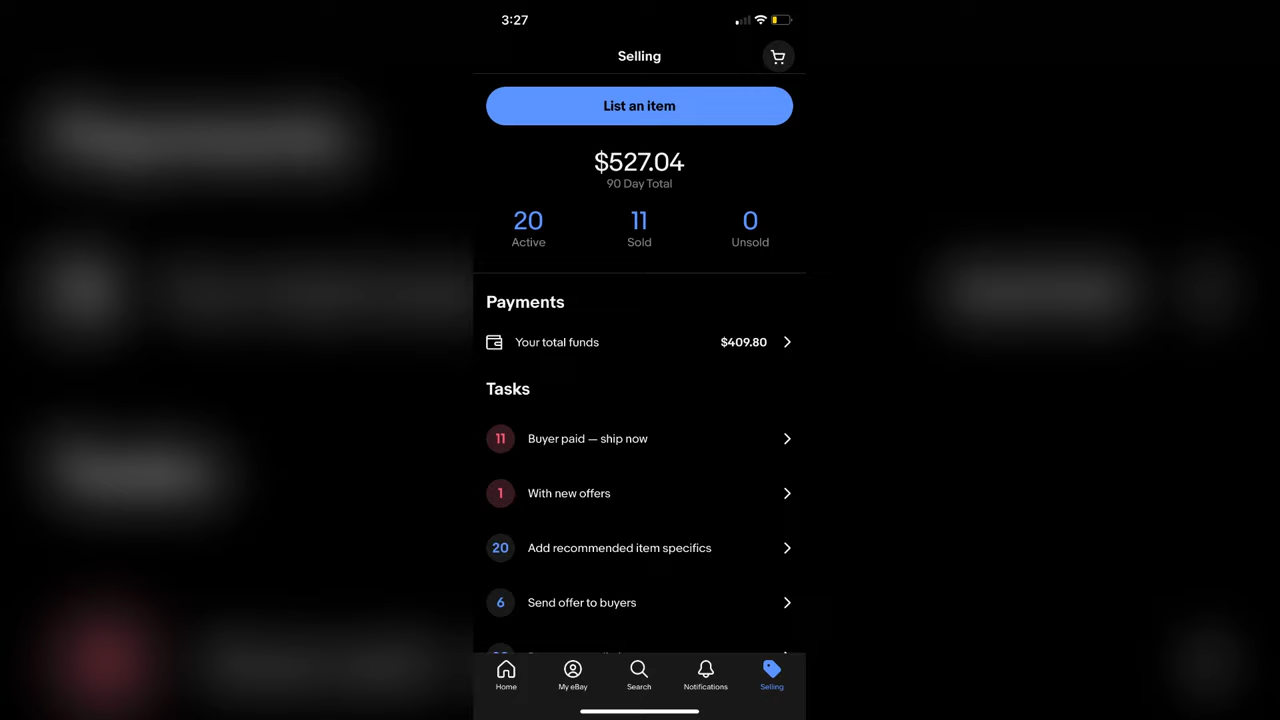 3:27
Selling
List an item
$527.04
90 Day Total
20 11 0
Active Sold Unsold
Payments
Your total funds $409.80
Tasks
11 Buyer paid — ship now
1 With new offers
20 Add recommended item specifics
6 Send offer to buyers
Home My eBay Search Notifications Selling